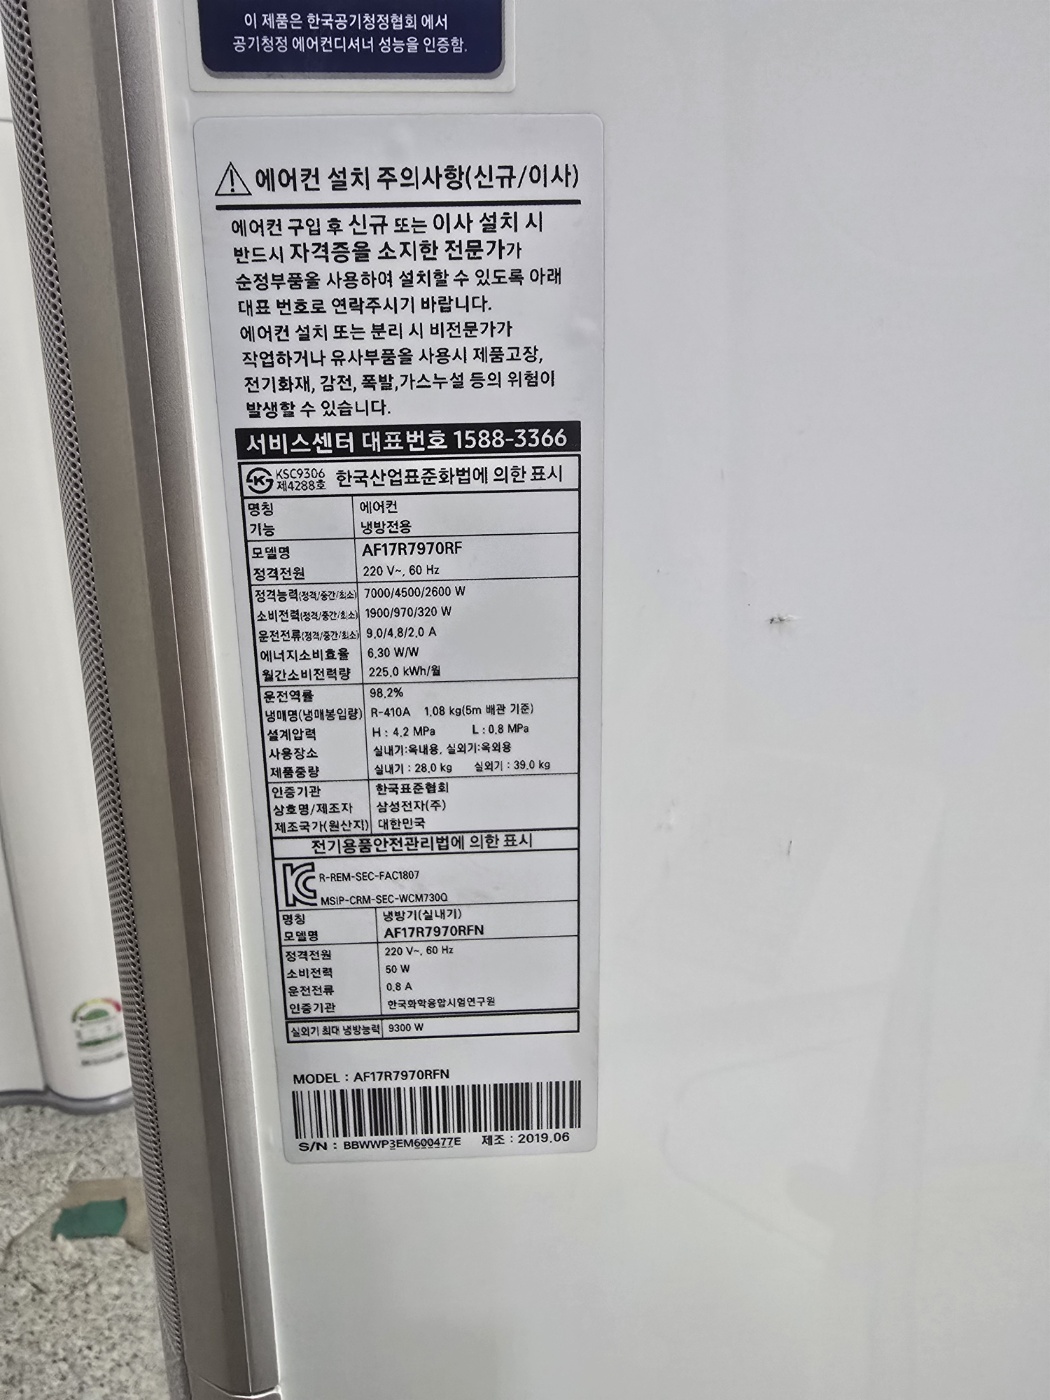 이 제품은 한국공기청정협회 에서
공기청정 에어컨디셔너 성능을 인증함.
에어컨 설치 주의사항(신규/이사)
에어컨 구입 후 신규 또는 이사 설치 시
반드시 자격증을 소지한 전문가가
순정부품을 사용하여 설치할 수 있도록 아래
대표 번호로 연락주시기 바랍니다.
에어컨 설치 또는 분리 시 비전문가가
작업하거나 유사부품을 사용시 제품고장,
전기화재, 감전, 폭발,가스누설 등의 위험이
발생할 수 있습니다.
서비스센터 대표번호 1588-3366
KSC9306
제4288호
한국산업표준화법에 의한 표시
명칭 에어컨
기능 냉방전용
모델명 AF17R7970RF
정격전원 220 V~, 60 Hz
정격능력(정격/중간/최소) 7000/4500/2600 W
소비전력(정격/중간/최소) 1900/970/320 W
운전전류(정격/중간/최소) 9.0/4.8/2.0 A
에너지소비효율 6.30 W/W
월간소비전력량 225.0 kWh/월
운전역률 98.2%
냉매명(냉매봉입량) R-410A 1.08 kg(5m 배관 기준)
설계압력 H : 4.2 MPa L : 0.8 MPa
사용장소 실내기:옥내용, 실외기:옥외용
제품중량 실내기 : 28.0 kg 실외기 : 39.0 kg
인증기관 한국표준협회
상호명/제조자 삼성전자(주)
제조국가(원산지) 대한민국
전기용품안전관리법에 의한 표시
R-REM-SEC-FAC1807
MSIP-CRM-SEC-WCM730Q
명칭 냉방기(실내기)
모델명 AF17R7970RFN
정격전원 220 V~, 60 Hz
소비전력 50 W
운전전류 0.8 A
인증기관 한국화학융합시험연구원
실외기 최대 냉방능력 9300 W
MODEL : AF17R7970RFN
S/N : BBWWP3EM600477E 제조 : 2019.06